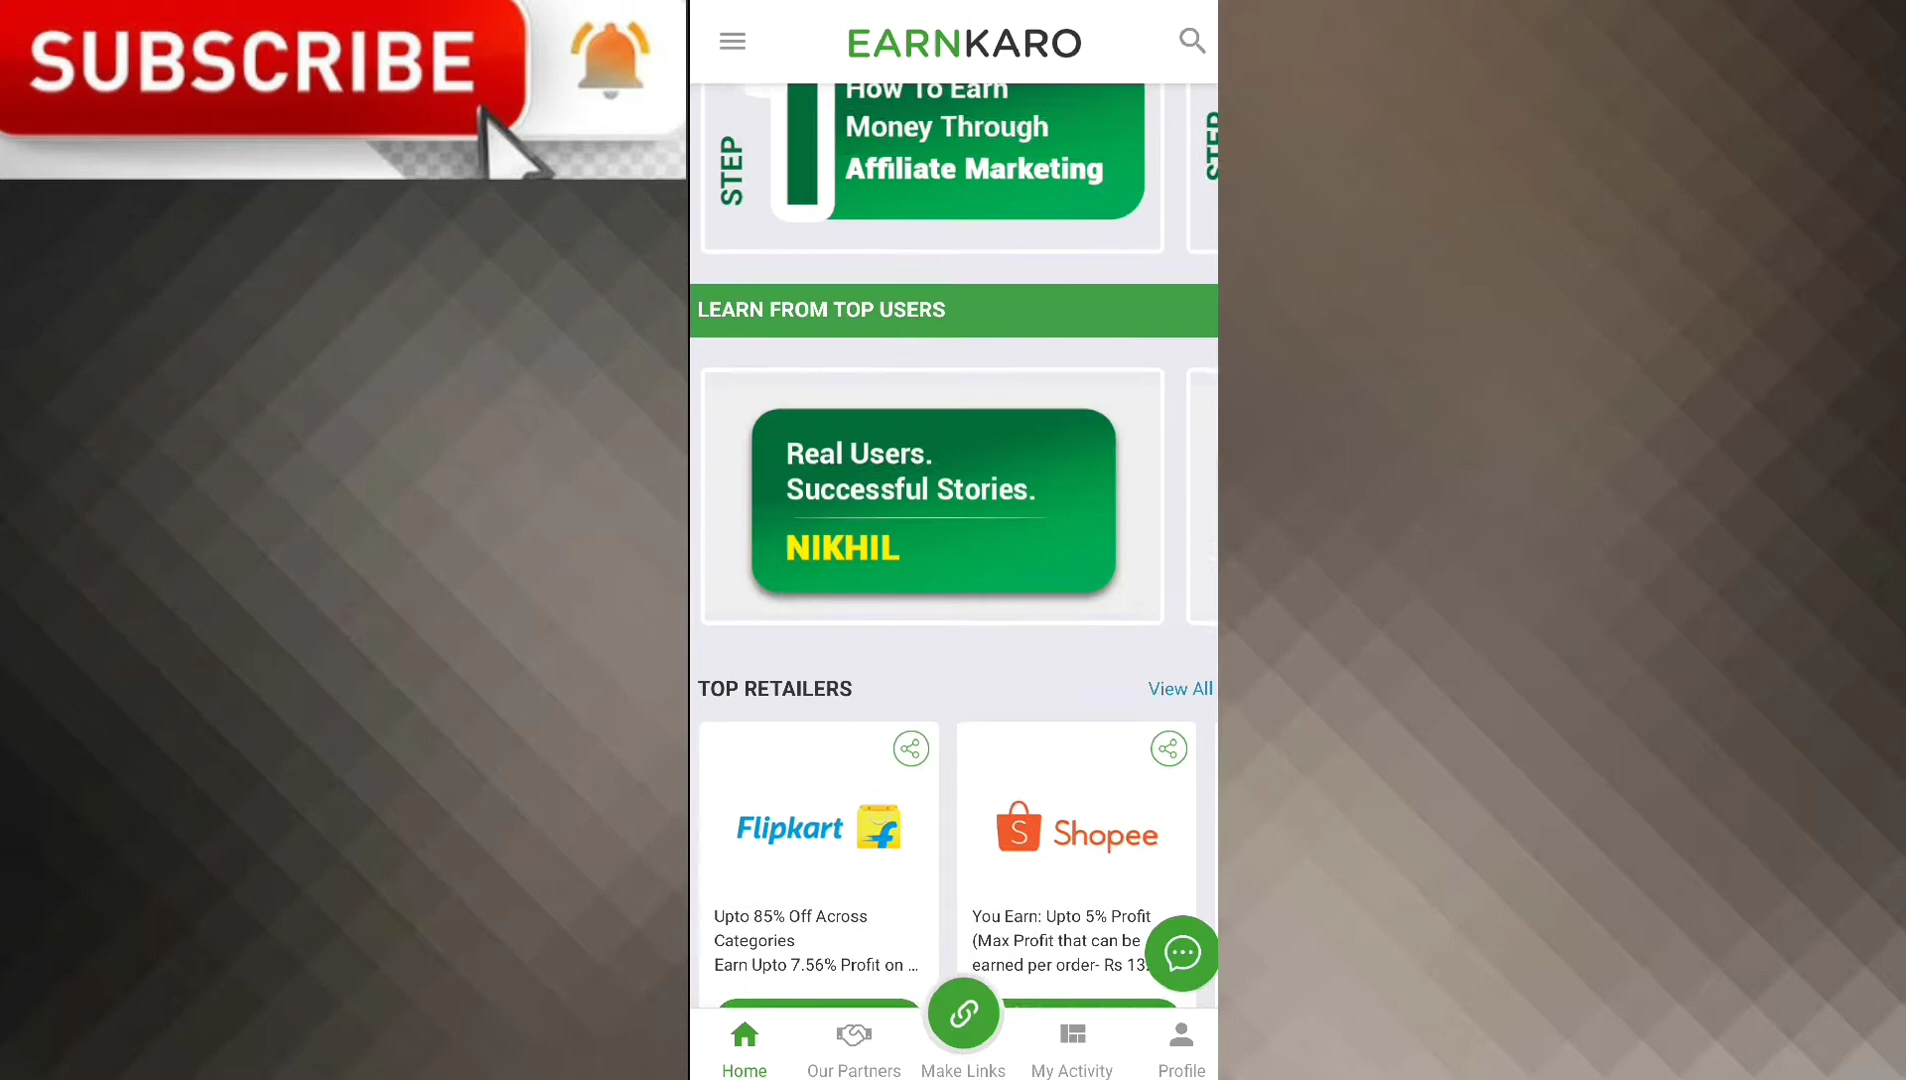 SUBSCRIBE
EARNKARO
How To Earn
Money Through
Affiliate Marketing
STEP
1
STEP
LEARN FROM TOP USERS
Real Users.
Successful Stories.
NIKHIL
TOP RETAILERS
View All
Flipkart
Shopee
Upto 85% Off Across
Categories
Earn Upto 7.56% Profit on ...
You Earn: Upto 5% Profit
(Max Profit that can be
earned per order- Rs 13
Home
Our Partners
Make Links
My Activity
Profile